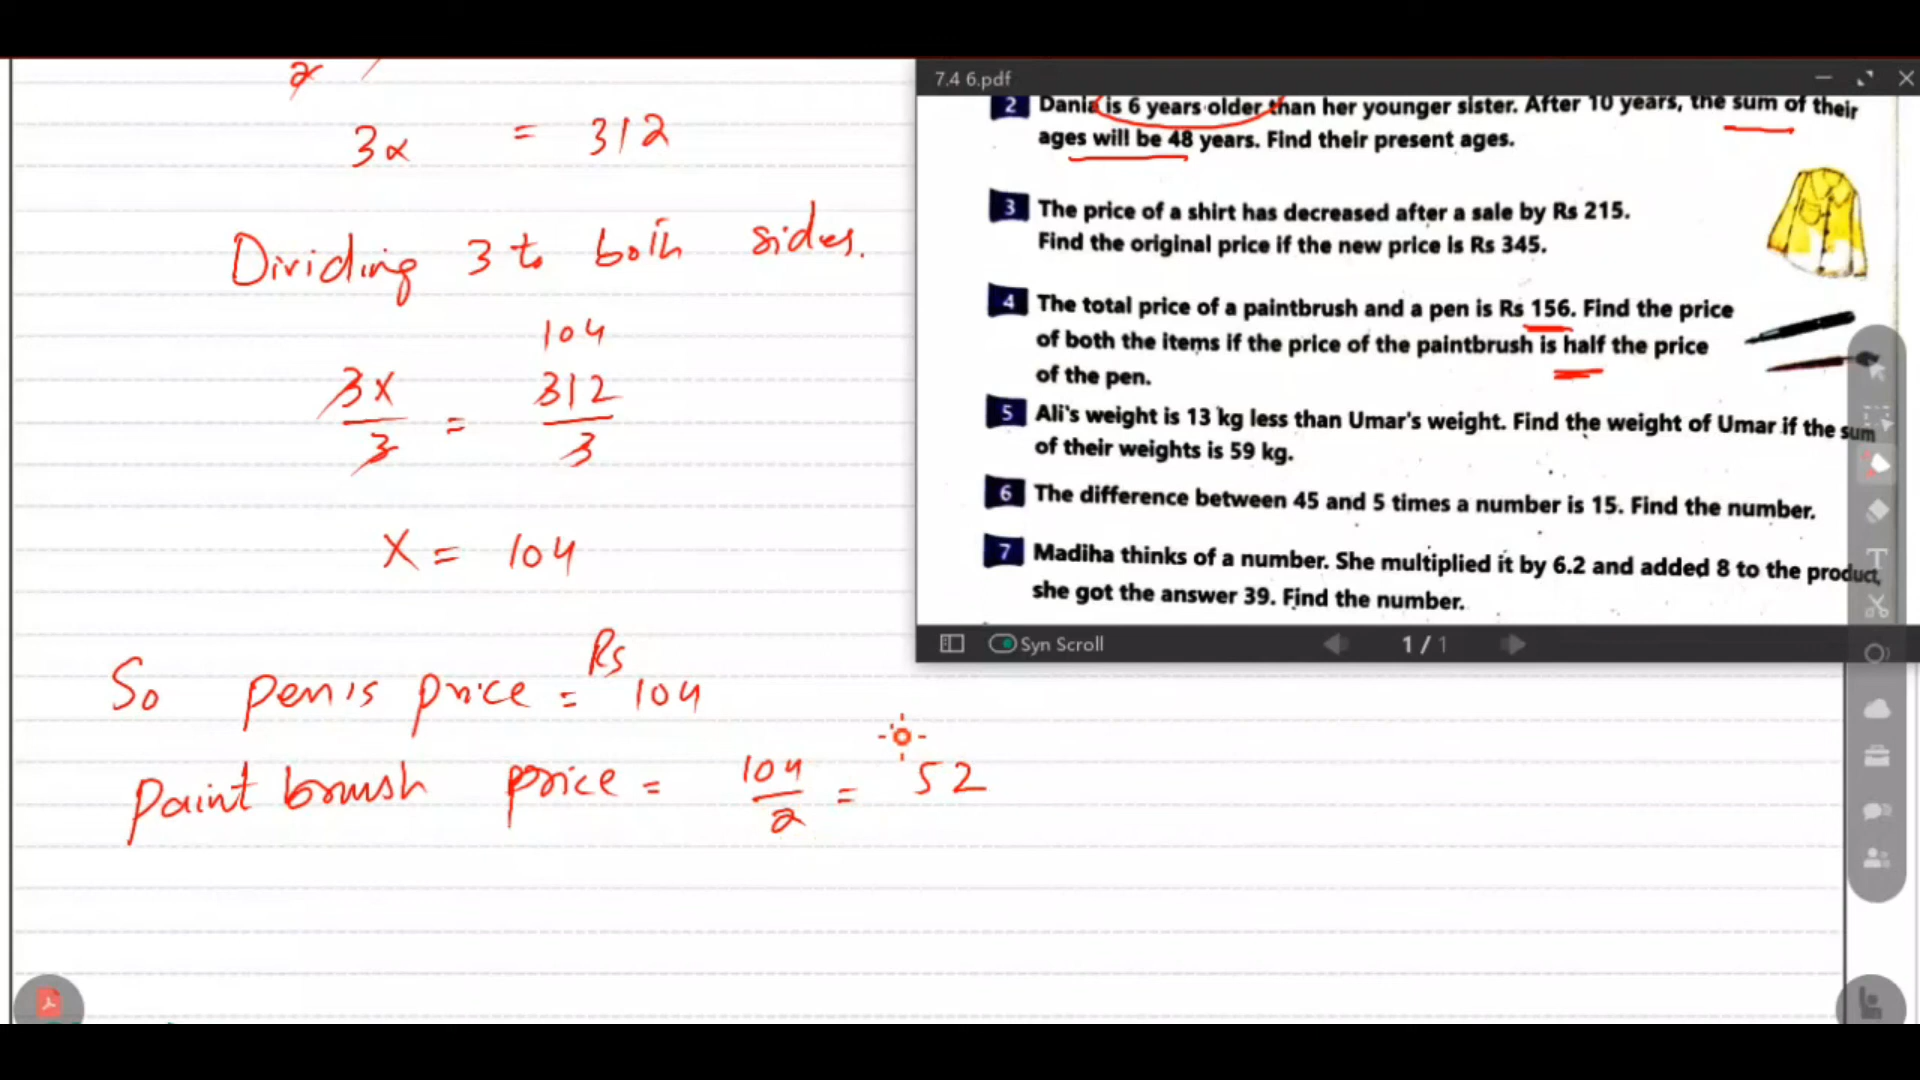 2
3x = 312
Dividing 3 to both sides.
104
3x/3 = 312/3
x = 104
So pen's price = Rs 104
paint brush price = 104/2 = 52
7.4 6.pdf
2 Dania is 6 years older than her younger sister. After 10 years, the sum of their
ages will be 48 years. Find their present ages.
3 The price of a shirt has decreased after a sale by Rs 215.
Find the original price if the new price is Rs 345.
4 The total price of a paintbrush and a pen is Rs 156. Find the price
of both the items if the price of the paintbrush is half the price
of the pen.
5 Ali's weight is 13 kg less than Umar's weight. Find the weight of Umar if the sum
of their weights is 59 kg.
6 The difference between 45 and 5 times a number is 15. Find the number.
7 Madiha thinks of a number. She multiplied it by 6.2 and added 8 to the product,
she got the answer 39. Find the number.
Syn Scroll 1 / 1